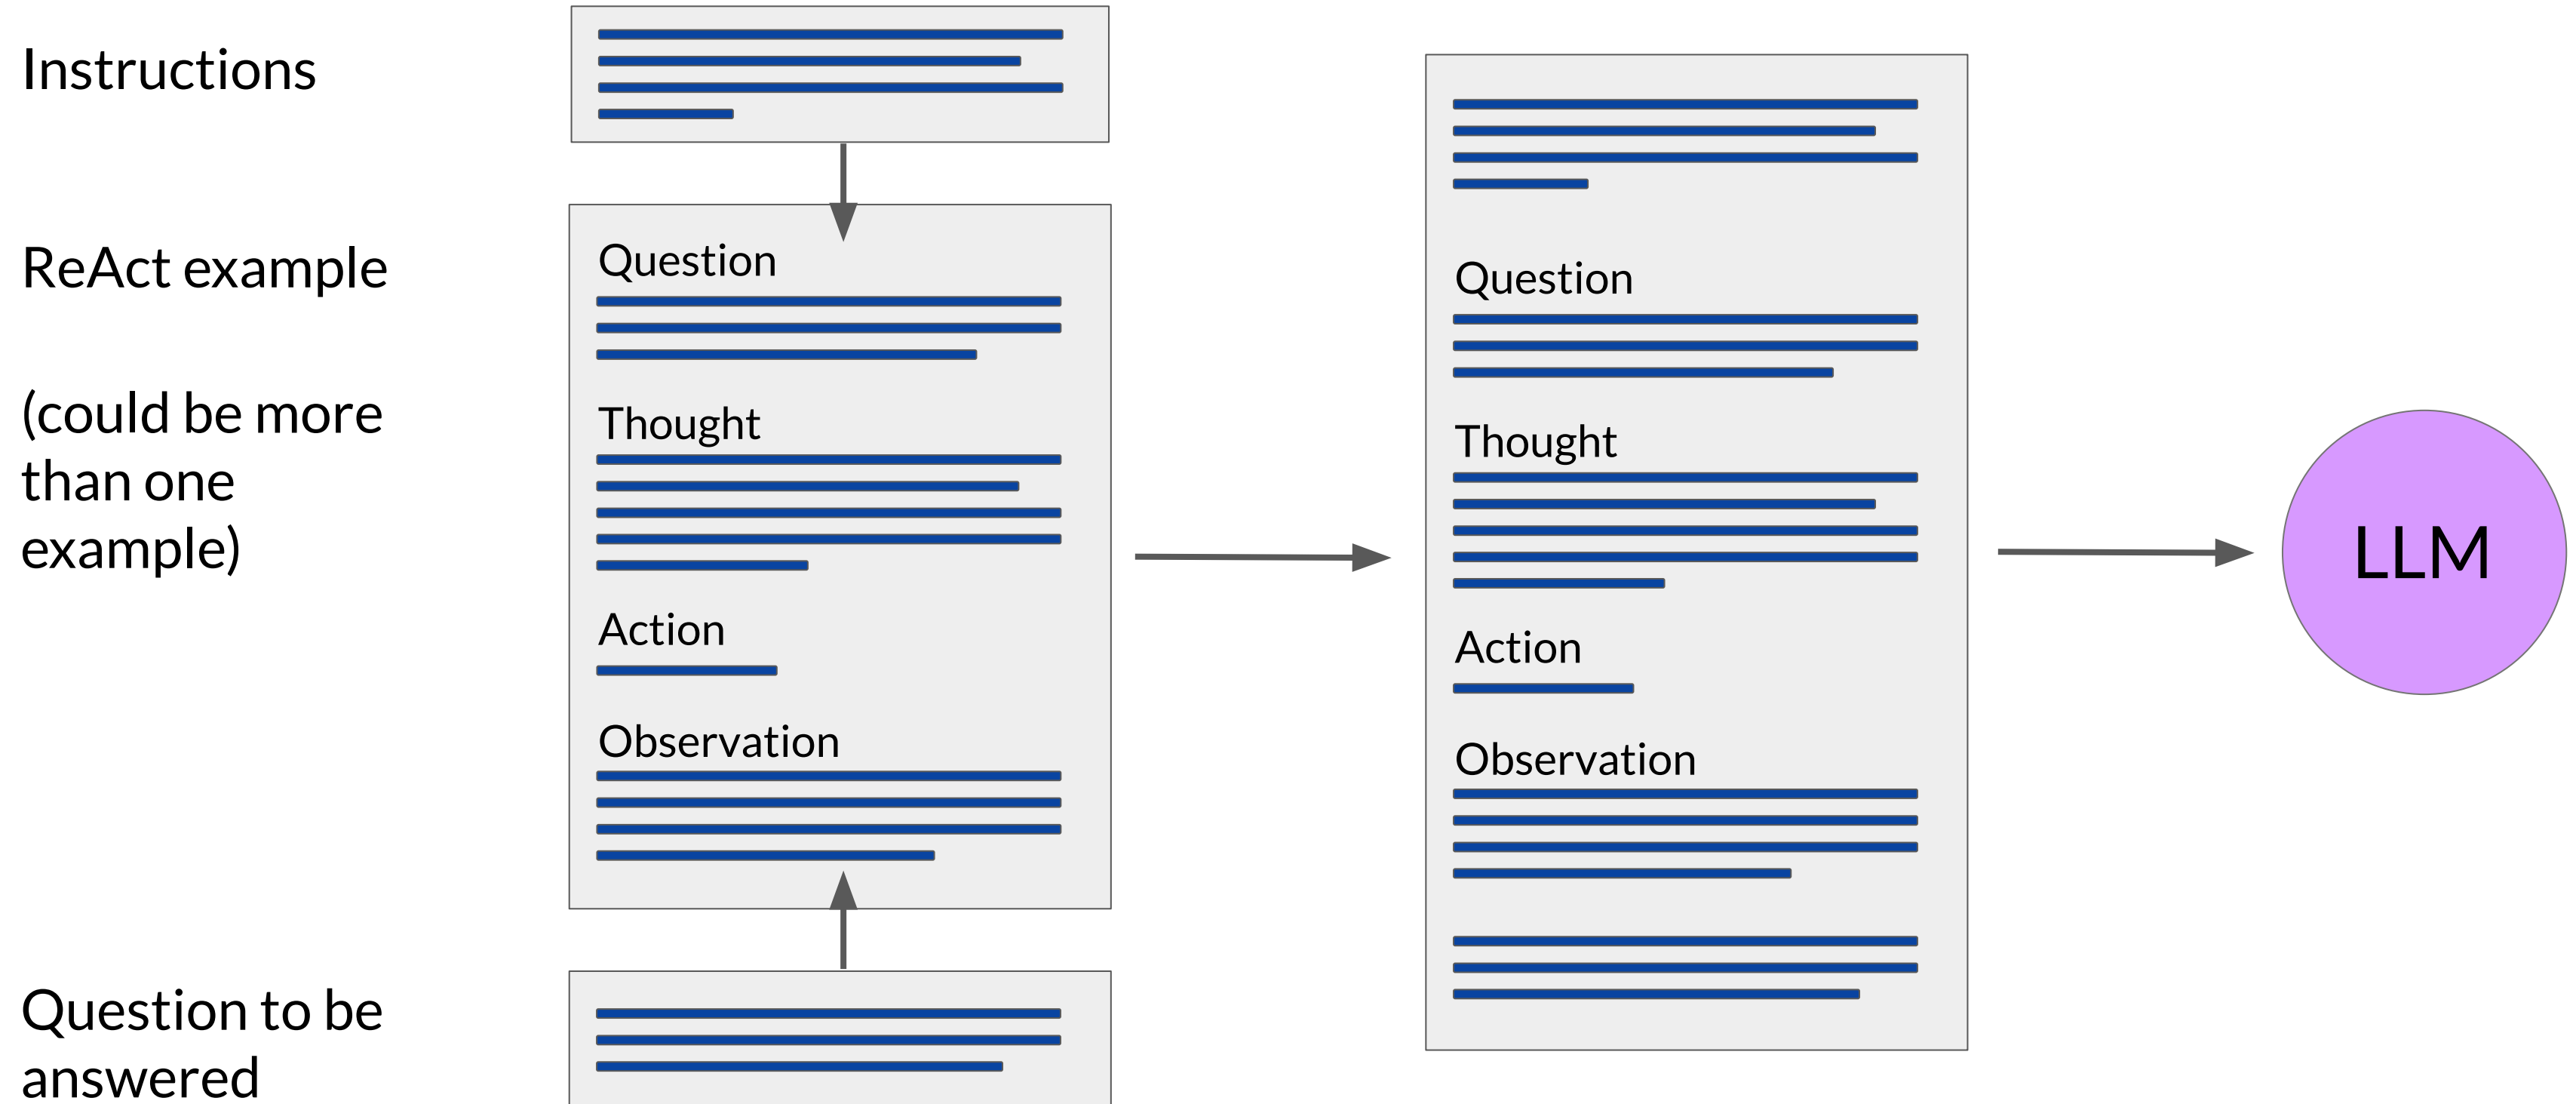 Instructions
ReAct example
(could be more
than one
example)
Question to be
answered
Question
Thought
Action
Observation
Question
Thought
Action
Observation
LLM